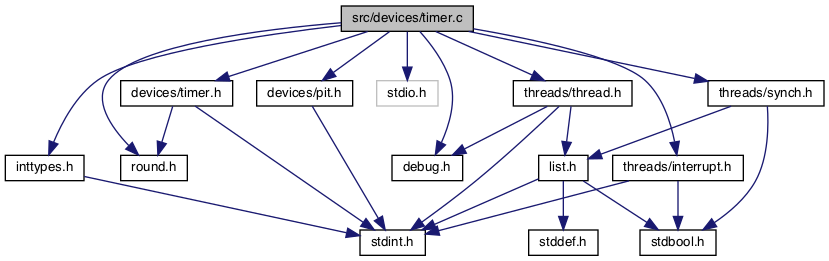 src/devices/timer.c
devices/timer.h
devices/pit.h
stdio.h
threads/thread.h
threads/synch.h
inttypes.h
round.h
debug.h
list.h
threads/interrupt.h
stdint.h
stddef.h
stdbool.h